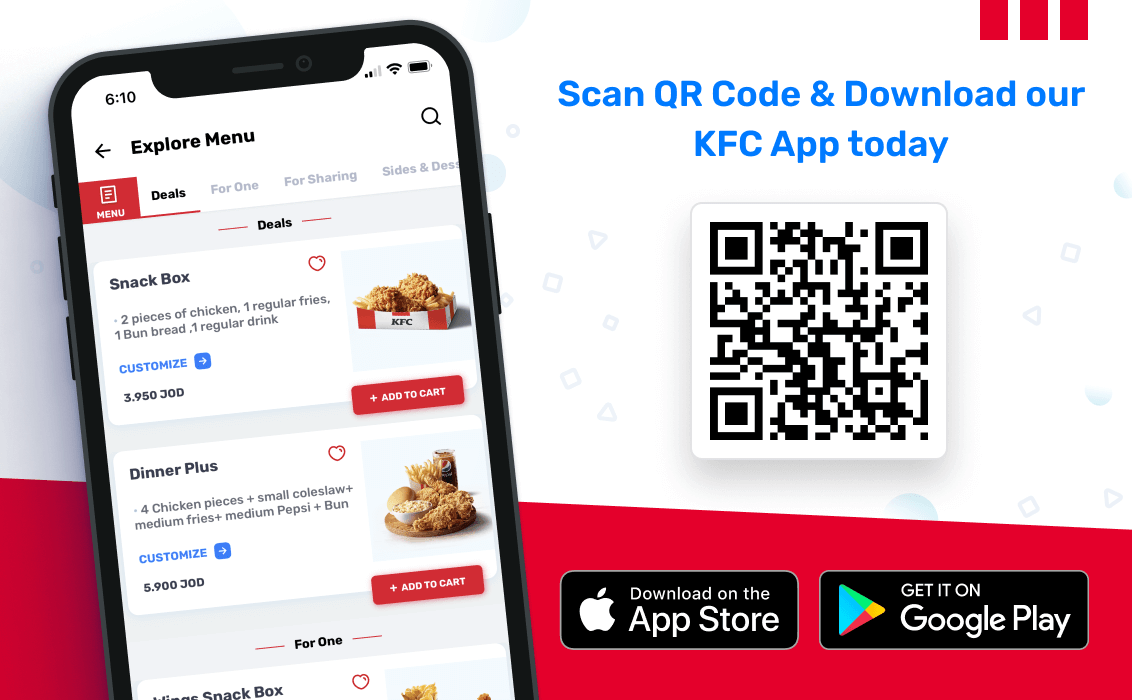 6:10
Explore Menu
MENU
Deals
For One
For Sharing
Sides & Dess
Deals
Snack Box
• 2 pieces of chicken, 1 regular fries,
1 Bun bread ,1 regular drink
CUSTOMIZE
3.950 JOD
KFC
+ ADD TO CART
Dinner Plus
• 4 Chicken pieces + small coleslaw+
medium fries+ medium Pepsi + Bun
CUSTOMIZE
5.900 JOD
+ ADD TO CART
For One
Wings Snack Box
Scan QR Code & Download our
KFC App today
Download on the
App Store
GET IT ON
Google Play